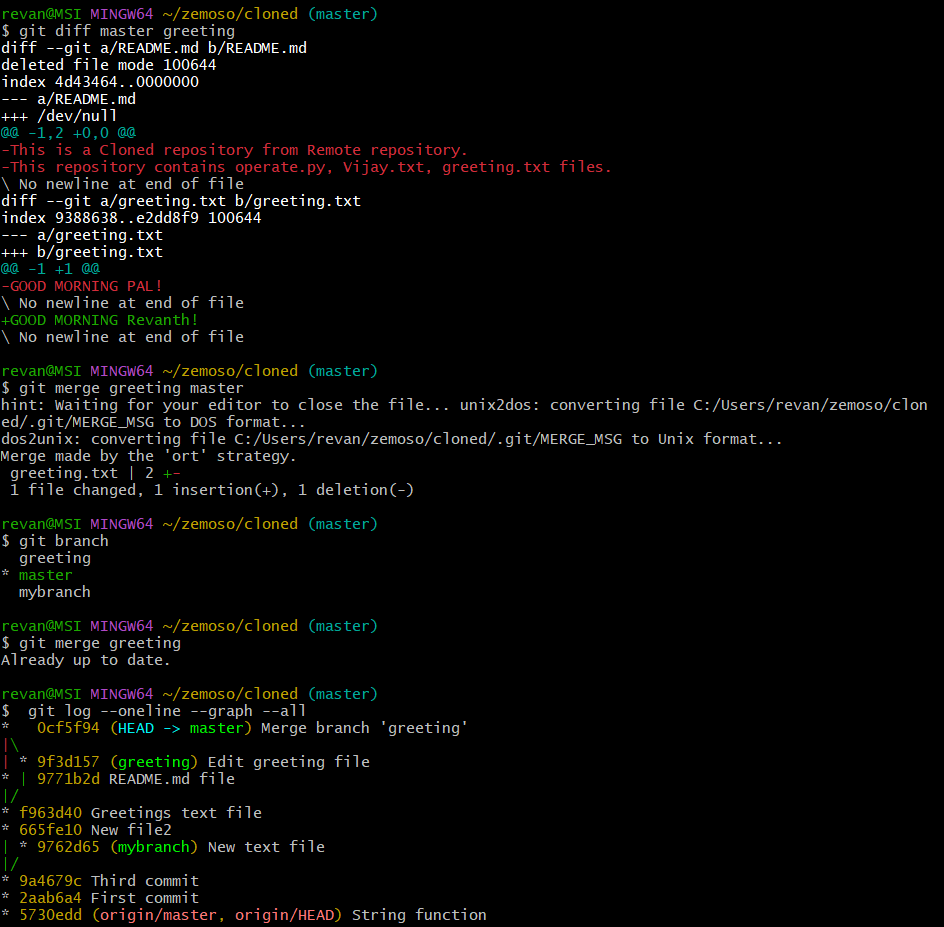 revan@MSI MINGW64 ~/zemoso/cloned (master)
$ git diff master greeting
diff --git a/README.md b/README.md
deleted file mode 100644
index 4d43464..0000000
--- a/README.md
+++ /dev/null
@@ -1,2 +0,0 @@
-This is a Cloned repository from Remote repository.
-This repository contains operate.py, Vijay.txt, greeting.txt files.
\ No newline at end of file
diff --git a/greeting.txt b/greeting.txt
index 9388638..e2dd8f9 100644
--- a/greeting.txt
+++ b/greeting.txt
@@ -1 +1 @@
-GOOD MORNING PAL!
\ No newline at end of file
+GOOD MORNING Revanth!
\ No newline at end of file

revan@MSI MINGW64 ~/zemoso/cloned (master)
$ git merge greeting master
hint: Waiting for your editor to close the file... unix2dos: converting file C:/Users/revan/zemoso/clon
ed/.git/MERGE_MSG to DOS format...
dos2unix: converting file C:/Users/revan/zemoso/cloned/.git/MERGE_MSG to Unix format...
Merge made by the 'ort' strategy.
 greeting.txt | 2 +-
 1 file changed, 1 insertion(+), 1 deletion(-)

revan@MSI MINGW64 ~/zemoso/cloned (master)
$ git branch
  greeting
* master
  mybranch

revan@MSI MINGW64 ~/zemoso/cloned (master)
$ git merge greeting
Already up to date.

revan@MSI MINGW64 ~/zemoso/cloned (master)
$  git log --oneline --graph --all
*   0cf5f94 (HEAD -> master) Merge branch 'greeting'
|\
| * 9f3d157 (greeting) Edit greeting file
* | 9771b2d README.md file
|/
* f963d40 Greetings text file
* 665fe10 New file2
| * 9762d65 (mybranch) New text file
|/
* 9a4679c Third commit
* 2aab6a4 First commit
* 5730edd (origin/master, origin/HEAD) String function